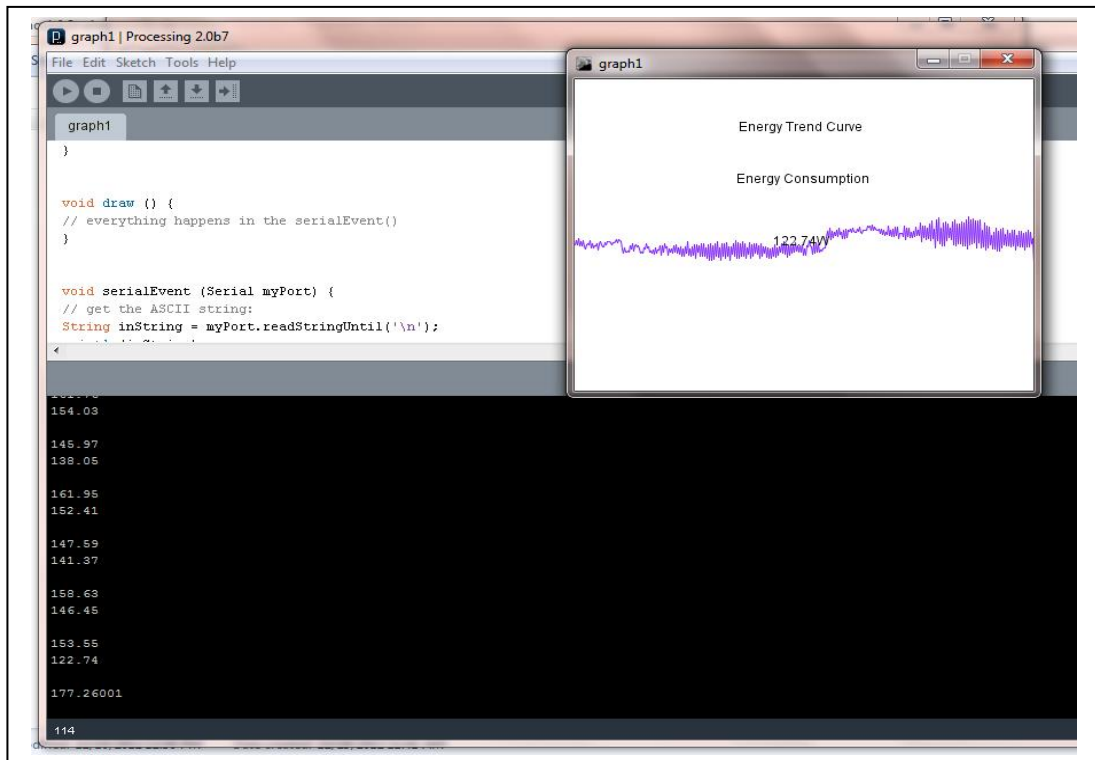 graph1 | Processing 2.0b7
File Edit Sketch Tools Help
graph1
}
void draw () {
// everything happens in the serialEvent()
}
void serialEvent (Serial myPort) {
// get the ASCII string:
String inString = myPort.readStringUntil('\n');
graph1
Energy Trend Curve
Energy Consumption
122.74W
154.03
145.97
138.05
161.95
152.41
147.59
141.37
158.63
146.45
153.55
122.74
177.26001
114